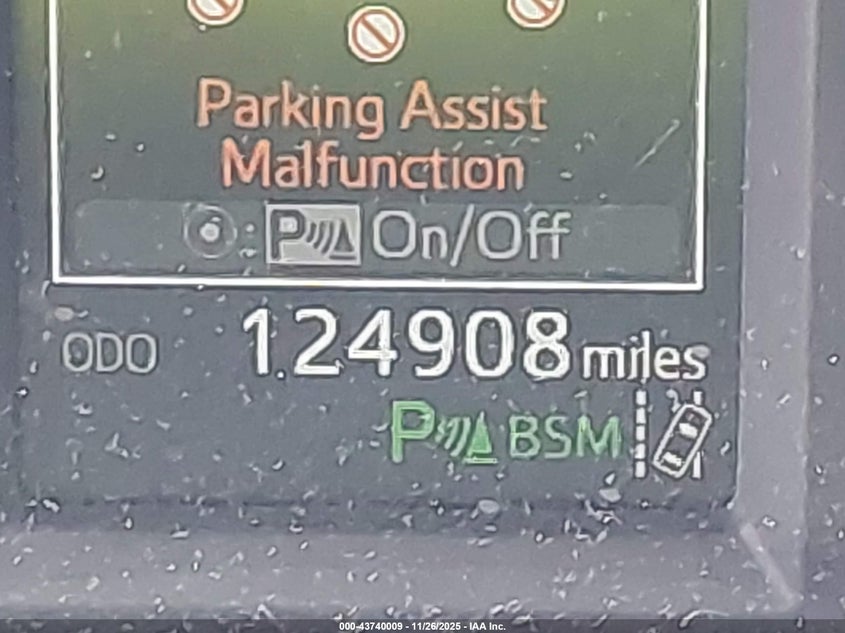 Parking Assist
Malfunction
: P On/Off
ODO 124908 miles
P BSM
000-43740009 - 11/26/2025 - IAA Inc.